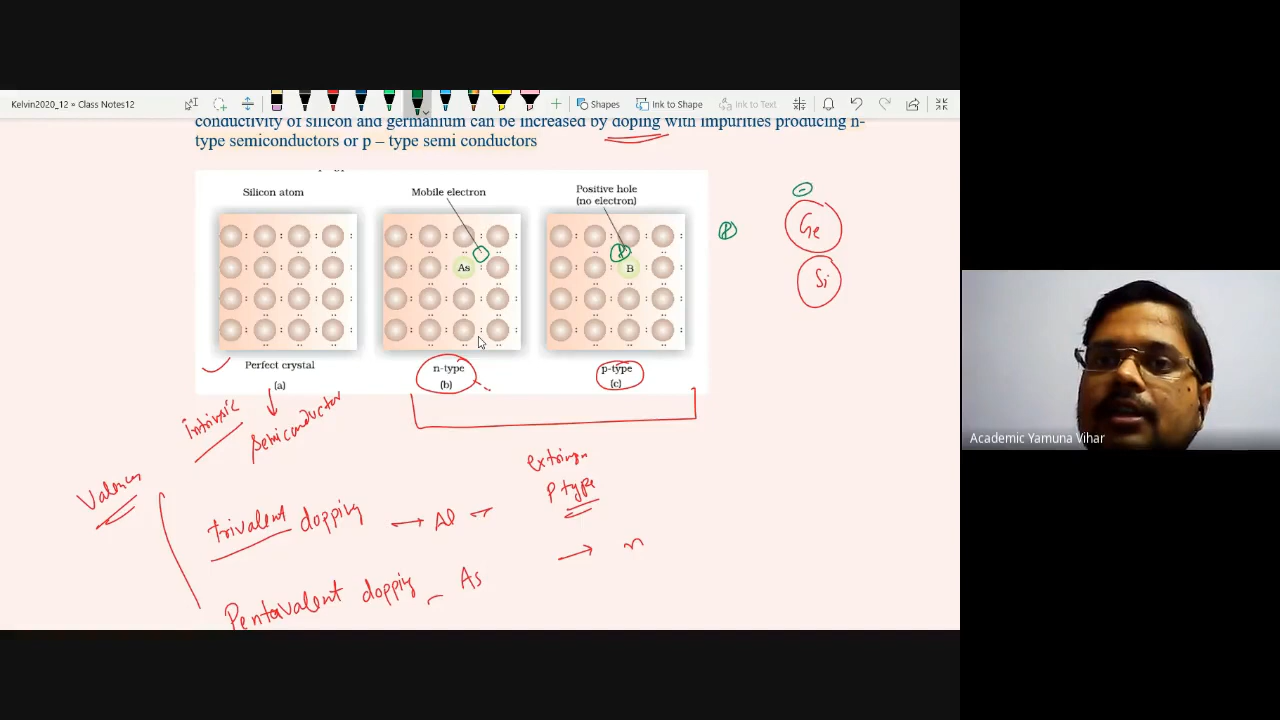 Kelvin2020_12 » Class Notes12
Shapes
Ink to Shape
Ink to Text
conductivity of silicon and germanium can be increased by doping with impurities producing n-
type semiconductors or p – type semi conductors
Silicon atom
Mobile electron
Positive hole
(no electron)
As
B
Ge
Si
Perfect crystal
(a)
n-type
(b)
p-type
(c)
Intrinsic
Semiconductor
Valence
extrinsn
P type
trivalent dopping → Al
→ n
Pentavalent dopping – As
Academic Yamuna Vihar